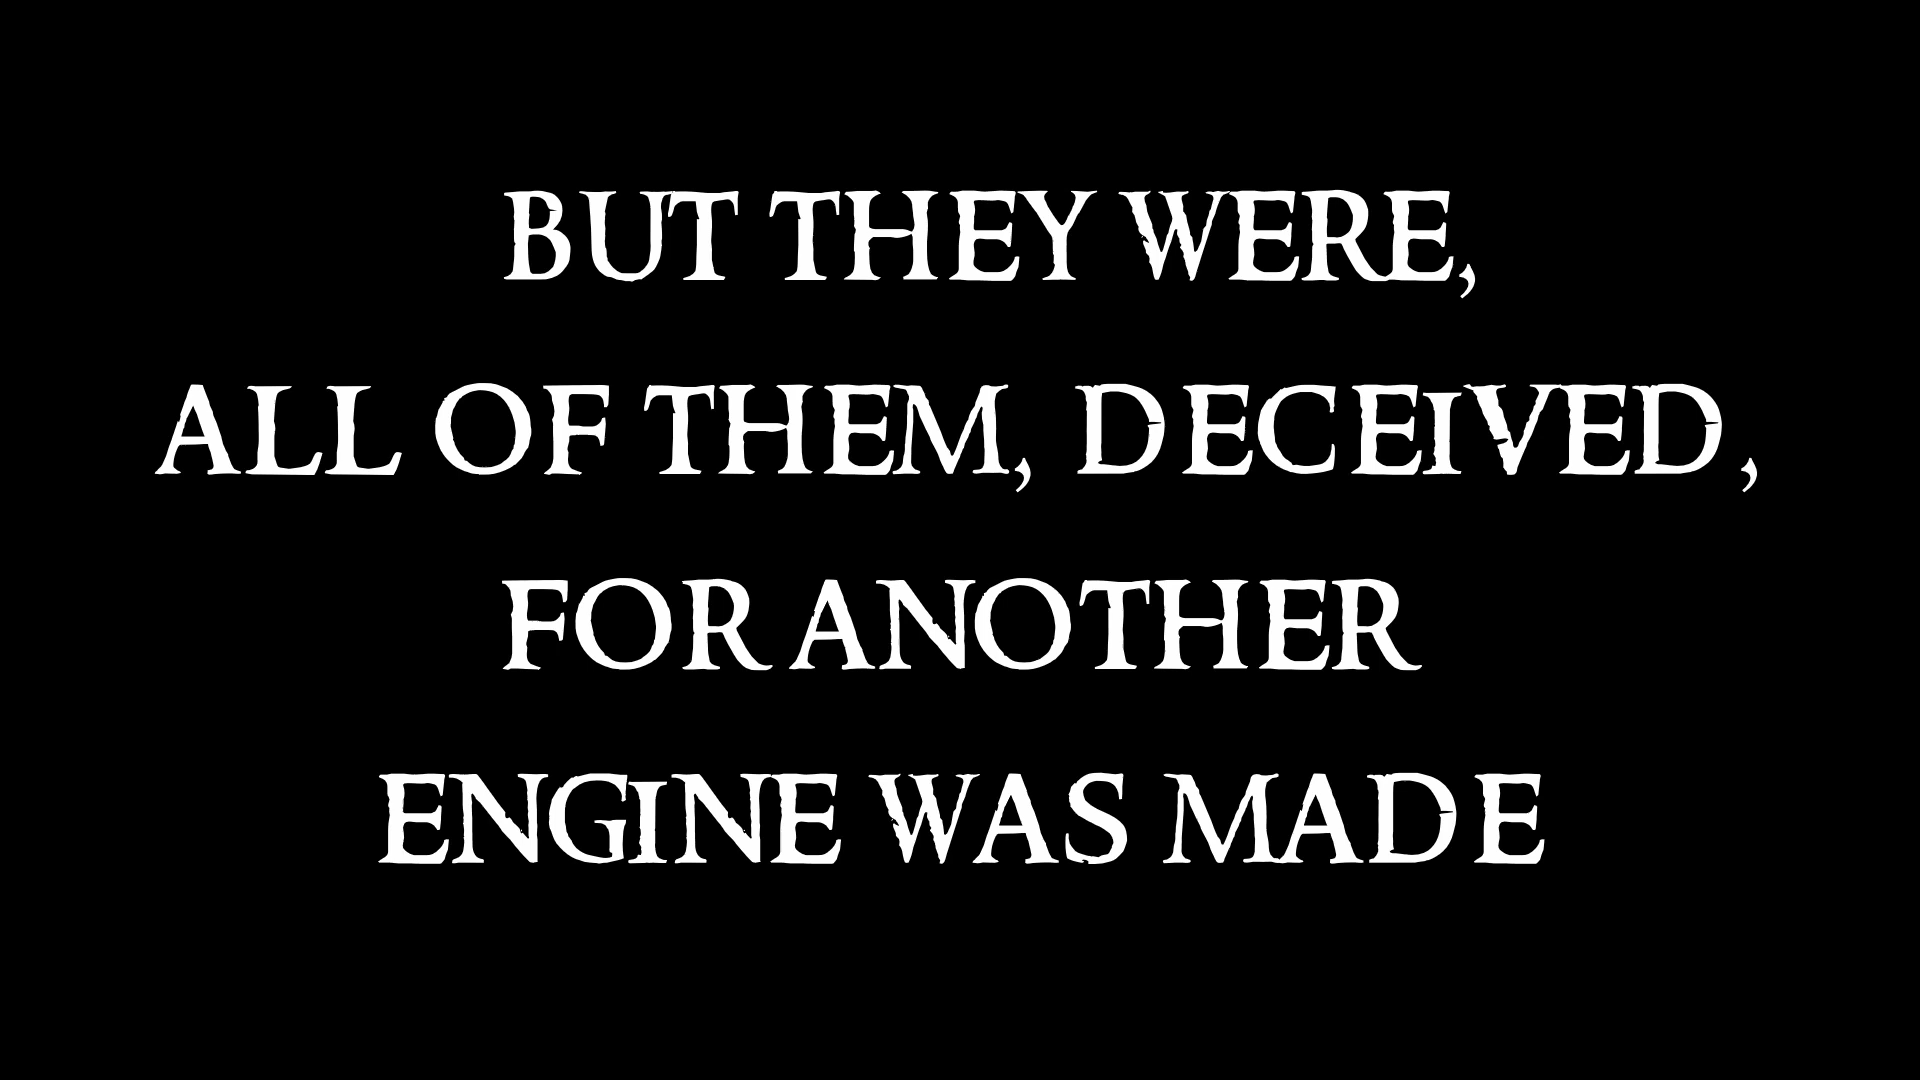 BUT THEY WERE,
ALL OF THEM, DECEIVED,
FOR ANOTHER
ENGINE WAS MADE